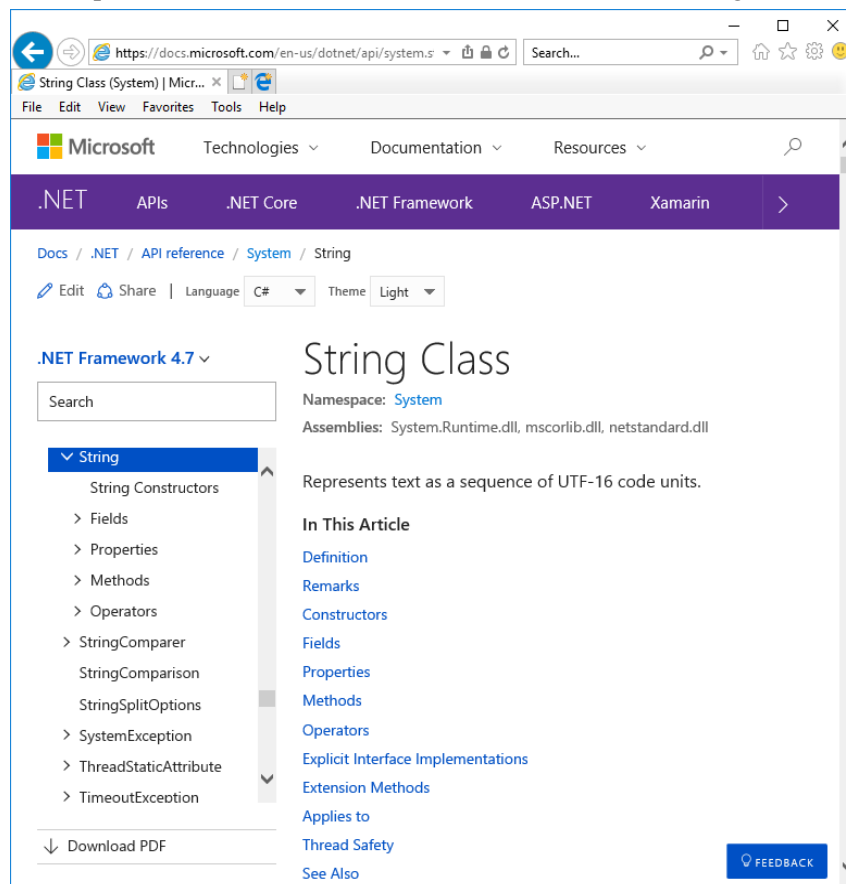 https://docs.microsoft.com/en-us/dotnet/api/system.s Search...
String Class (System) | Micr...
File Edit View Favorites Tools Help
Microsoft Technologies Documentation Resources
.NET APIs .NET Core .NET Framework ASP.NET Xamarin
Docs / .NET / API reference / System / String
Edit Share | Language C# Theme Light
.NET Framework 4.7
Search
String
String Constructors
Fields
Properties
Methods
Operators
StringComparer
StringComparison
StringSplitOptions
SystemException
ThreadStaticAttribute
TimeoutException
Download PDF
String Class
Namespace: System
Assemblies: System.Runtime.dll, mscorlib.dll, netstandard.dll
Represents text as a sequence of UTF-16 code units.
In This Article
Definition
Remarks
Constructors
Fields
Properties
Methods
Operators
Explicit Interface Implementations
Extension Methods
Applies to
Thread Safety
See Also
FEEDBACK